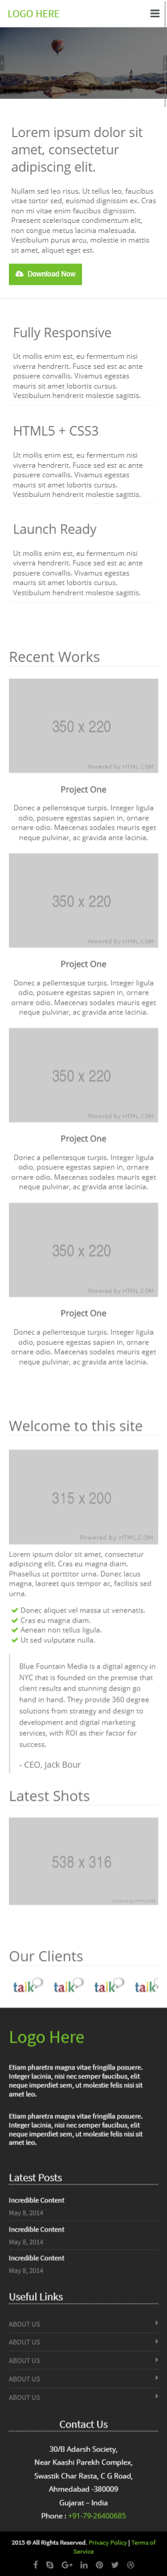 LOGO HERE
Lorem ipsum dolor sit
amet, consectetur
adipiscing elit.
Nullam sed leo risus. Ut tellus leo, faucibus
vitae tortor sed, euismod dignissim ex. Cras
non mi vitae enim faucibus dignissim.
Praesent scelerisque condimentum elit,
non congue metus lacinia malesuada.
Vestibulum purus arcu, molestie in mattis
sit amet, aliquet eget est.
Download Now
Fully Responsive
Ut mollis enim est, eu fermentum nisi
viverra hendrerit. Fusce sed est ac ante
posuere convallis. Vivamus egestas
mauris sit amet lobortis cursus.
Vestibulum hendrerit molestie sagittis.
HTML5 + CSS3
Ut mollis enim est, eu fermentum nisi
viverra hendrerit. Fusce sed est ac ante
posuere convallis. Vivamus egestas
mauris sit amet lobortis cursus.
Vestibulum hendrerit molestie sagittis.
Launch Ready
Ut mollis enim est, eu fermentum nisi
viverra hendrerit. Fusce sed est ac ante
posuere convallis. Vivamus egestas
mauris sit amet lobortis cursus.
Vestibulum hendrerit molestie sagittis.
Recent Works
350 x 220
Powered by HTML.COM
Project One
Donec a pellentesque turpis. Integer ligula
odio, posuere egestas sapien in, ornare
ornare odio. Maecenas sodales mauris eget
neque pulvinar, ac gravida ante lacinia.
350 x 220
Powered by HTML.COM
Project One
Donec a pellentesque turpis. Integer ligula
odio, posuere egestas sapien in, ornare
ornare odio. Maecenas sodales mauris eget
neque pulvinar, ac gravida ante lacinia.
350 x 220
Powered by HTML.COM
Project One
Donec a pellentesque turpis. Integer ligula
odio, posuere egestas sapien in, ornare
ornare odio. Maecenas sodales mauris eget
neque pulvinar, ac gravida ante lacinia.
350 x 220
Powered by HTML.COM
Project One
Donec a pellentesque turpis. Integer ligula
odio, posuere egestas sapien in, ornare
ornare odio. Maecenas sodales mauris eget
neque pulvinar, ac gravida ante lacinia.
Welcome to this site
315 x 200
Powered by HTML.COM
Lorem ipsum dolor sit amet, consectetur
adipiscing elit. Cras eu magna diam.
Phasellus ut porttitor urna. Donec lacus
magna, laoreet quis tempor ac, facilisis sed
urna.
Donec aliquet vel massa ut venenatis.
Cras eu magna diam.
Aenean non tellus ligula.
Ut sed vulputate nulla.
Blue Fountain Media is a digital agency in
NYC that is founded on the premise that
client results and stunning design go
hand in hand. They provide 360 degree
solutions from strategy and design to
development and digital marketing
services, with ROI as their factor for
success.
- CEO, Jack Bour
Latest Shots
538 x 316
Powered by HTML.COM
Our Clients
talk talk talk talk
Logo Here
Etiam pharetra magna vitae fringilla posuere.
Integer lacinia, nisi nec semper faucibus, elit
neque imperdiet sem, ut molestie felis nisi sit
amet leo.
Etiam pharetra magna vitae fringilla posuere.
Integer lacinia, nisi nec semper faucibus, elit
neque imperdiet sem, ut molestie felis nisi sit
amet leo.
Latest Posts
Incredible Content
May 8, 2014
Incredible Content
May 8, 2014
Incredible Content
May 8, 2014
Useful Links
ABOUT US
ABOUT US
ABOUT US
ABOUT US
ABOUT US
Contact Us
30/B Adarsh Society,
Near Kaashi Parekh Complex,
Swastik Char Rasta, C G Road,
Ahmedabad -380009
Gujarat – India
Phone : +91-79-26400685
2015 © All Rights Reserved. Privacy Policy | Terms of
Service